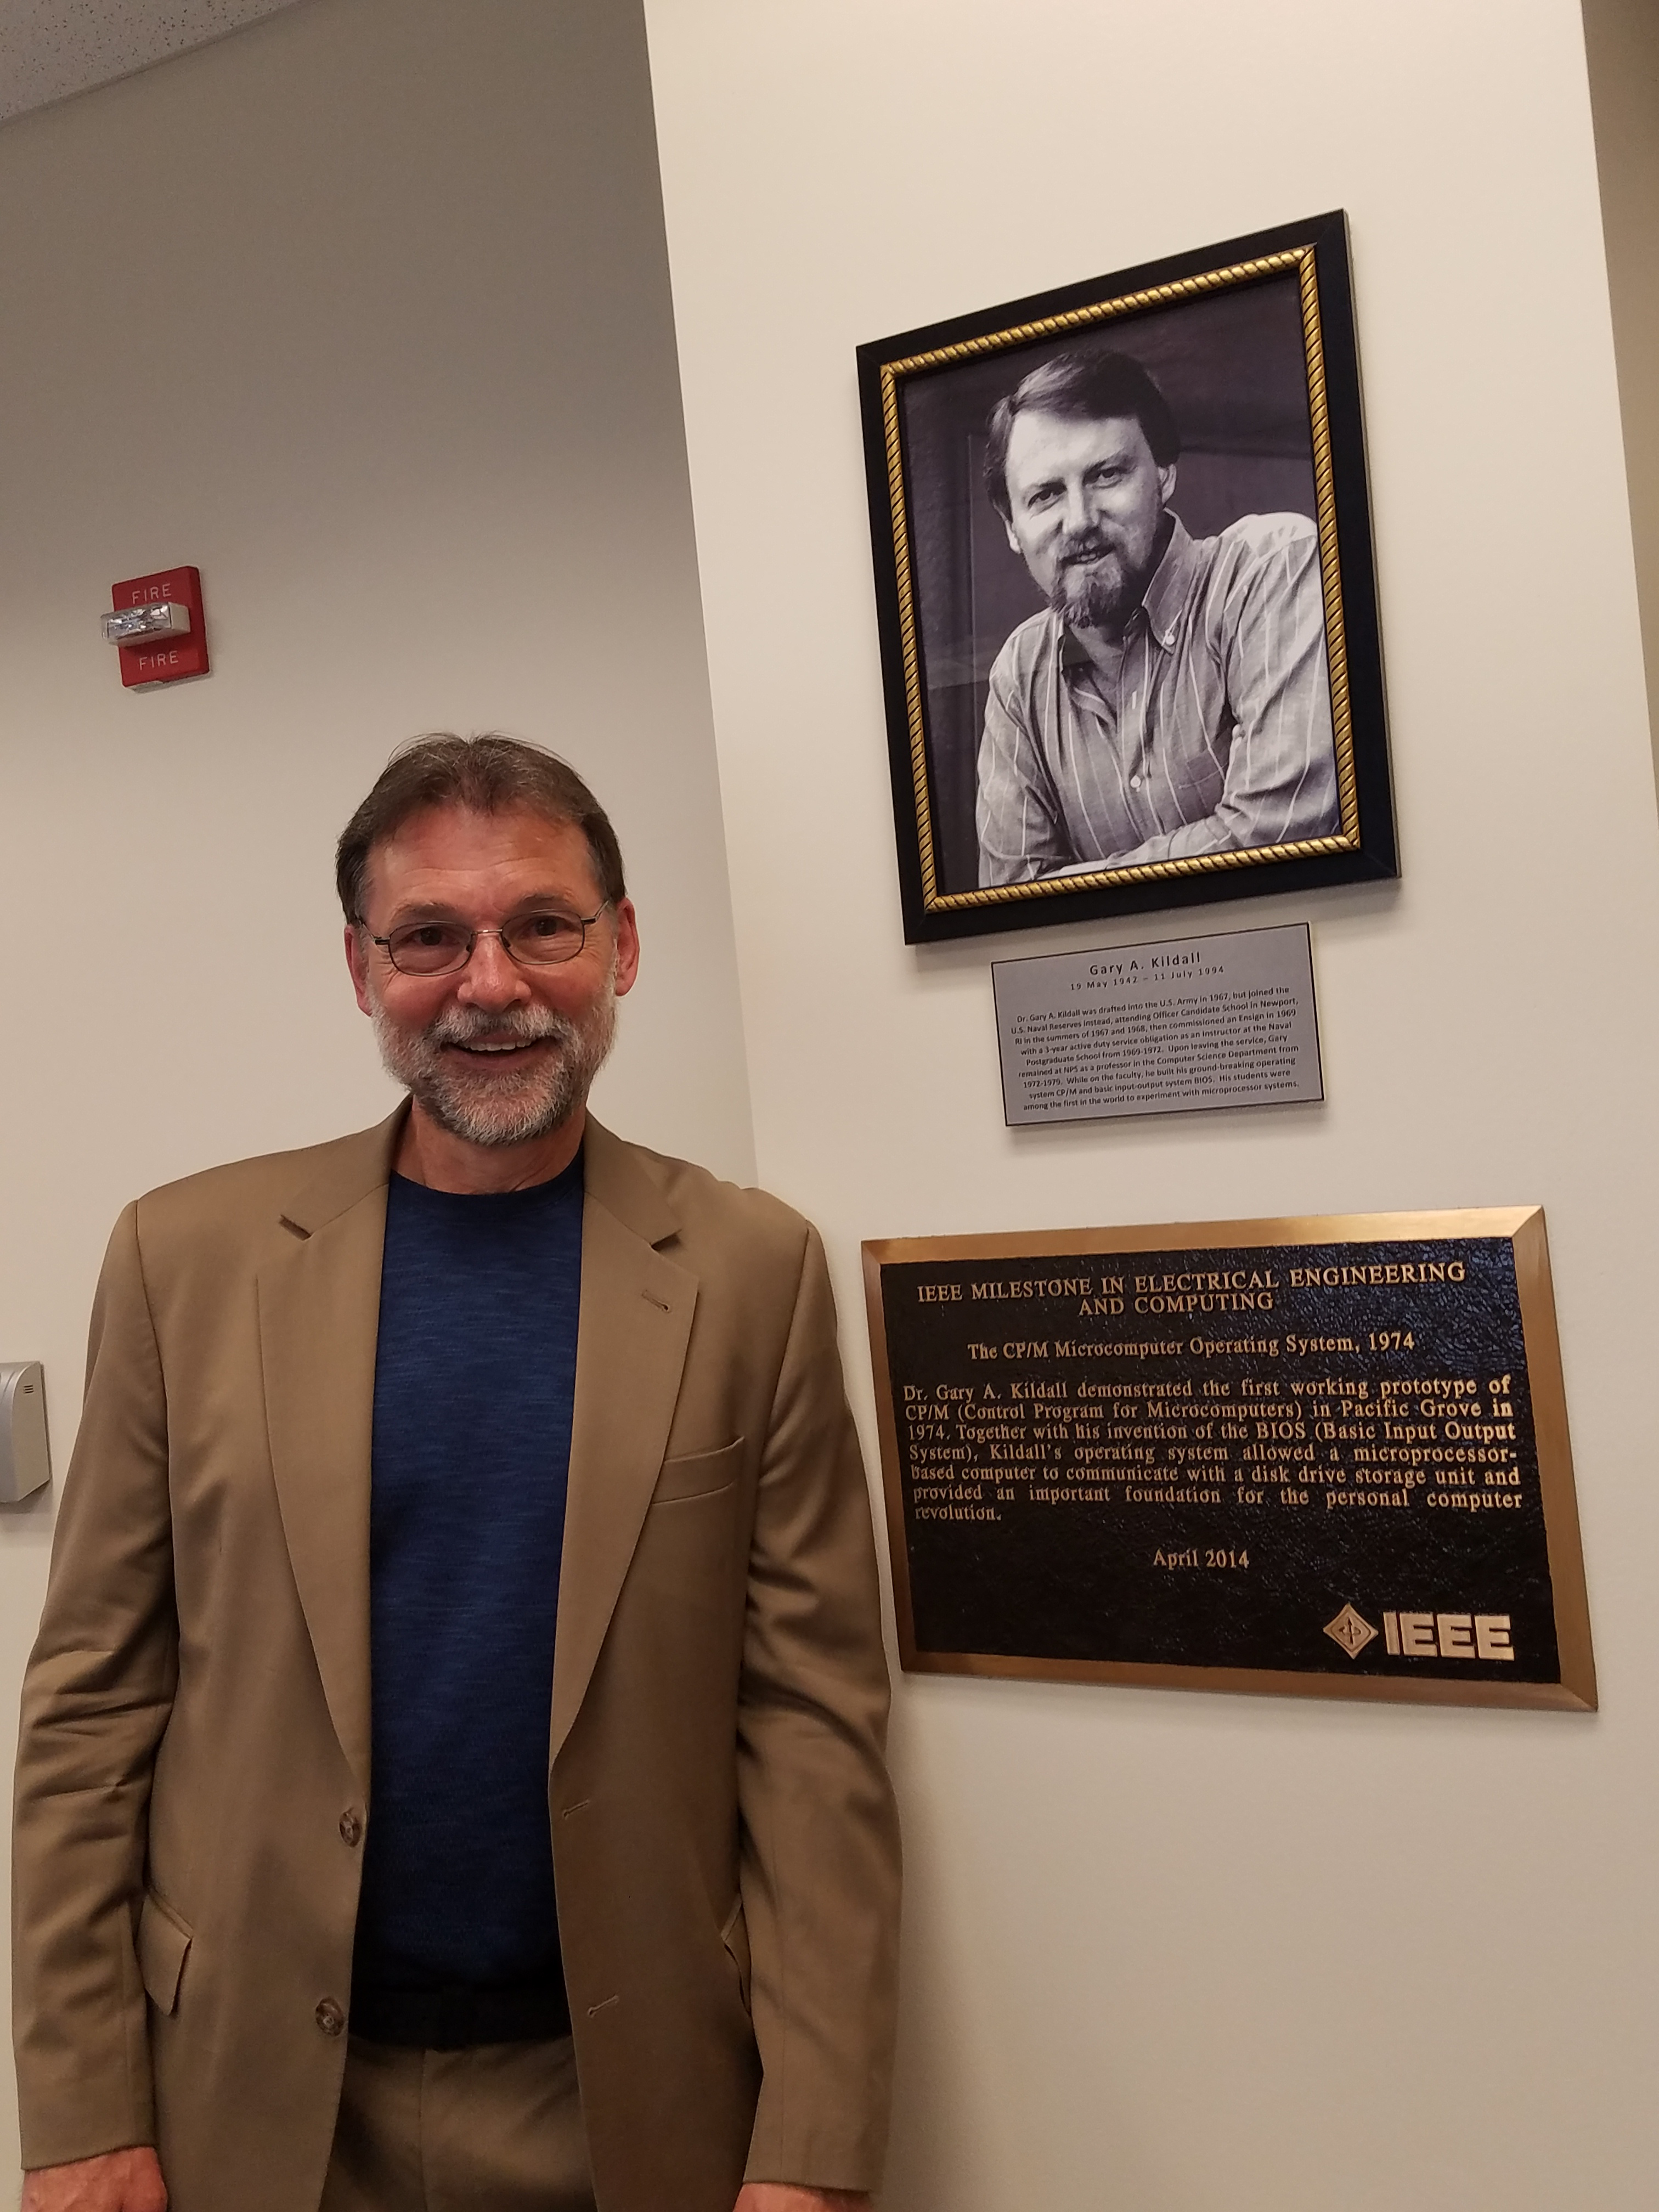 FIRE
FIRE
Gary A. Kildall
19 May 1942 – 11 July 1994
Dr. Gary A. Kildall was drafted into the U.S. Army in 1967, but joined the
U.S. Naval Reserves instead, attending Officer Candidate School in Newport,
RI in the summers of 1967 and 1968, then commissioned an Ensign in 1969
with a 3-year active duty service obligation as an instructor at the Naval
Postgraduate School from 1969-1972. Upon leaving the service, Gary
remained at NPS as a professor in the Computer Science Department from
1972-1979. While on the faculty, he built his ground-breaking operating
system CP/M and basic input-output system BIOS. His students were
among the first in the world to experiment with microprocessor systems.
IEEE MILESTONE IN ELECTRICAL ENGINEERING
AND COMPUTING
The CP/M Microcomputer Operating System, 1974
Dr. Gary A. Kildall demonstrated the first working prototype of
CP/M (Control Program for Microcomputers) in Pacific Grove in
1974. Together with his invention of the BIOS (Basic Input Output
System), Kildall's operating system allowed a microprocessor-
based computer to communicate with a disk drive storage unit and
provided an important foundation for the personal computer
revolution.
April 2014
IEEE